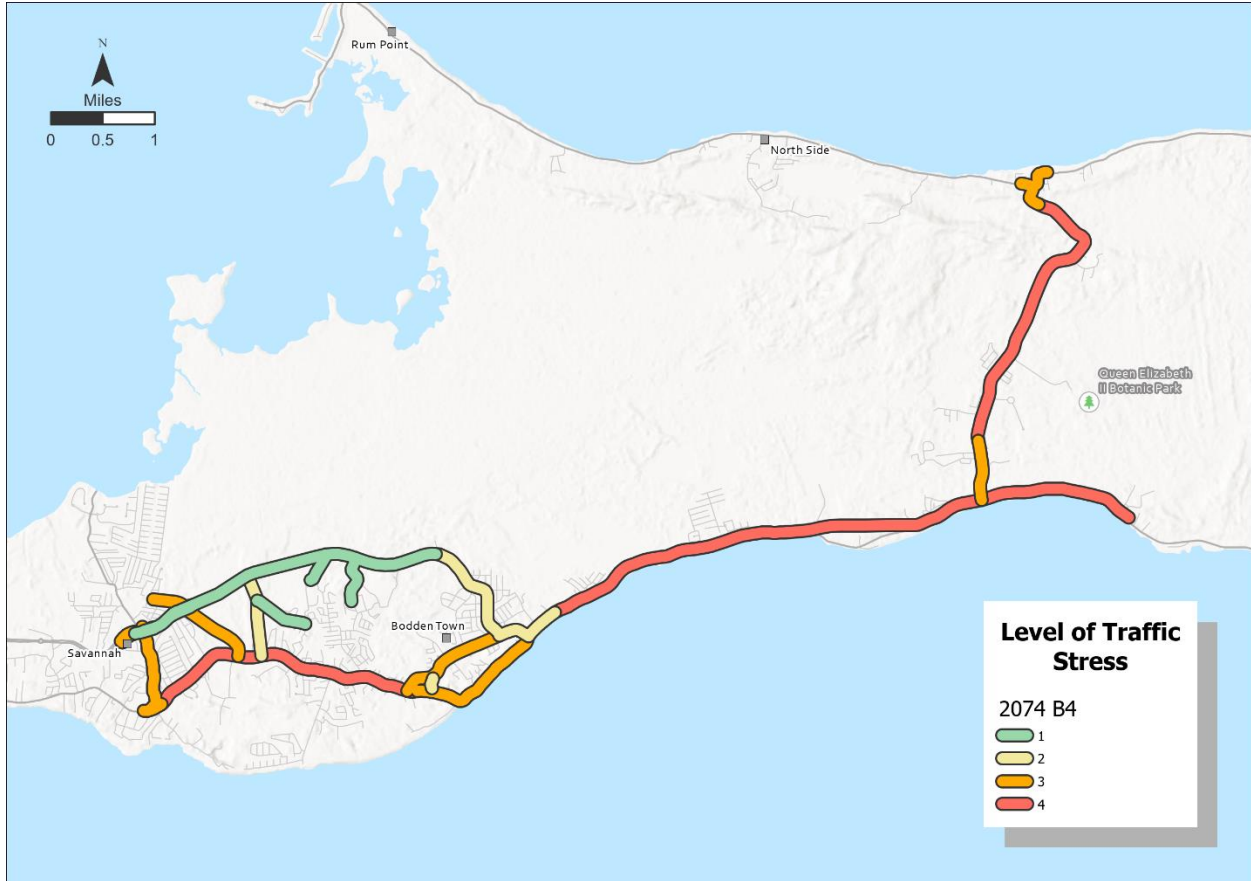 Rum Point
N
Miles
0 0.5 1
North Side
Queen Elizabeth
II Botanic Park
Bodden Town
Savannah
Level of Traffic
Stress
2074 B4
1
2
3
4